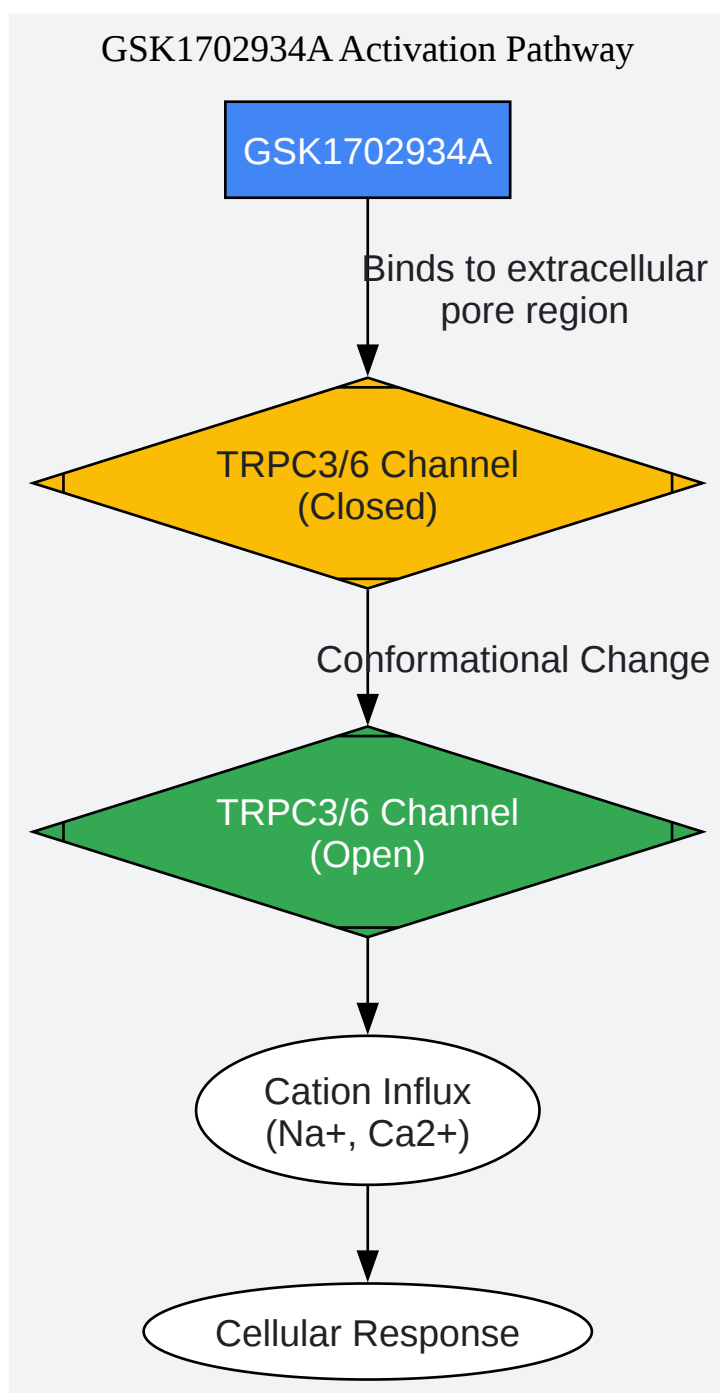 GSK1702934A Activation Pathway
GSK1702934A
Binds to extracellular
pore region
TRPC3/6 Channel
(Closed)
Conformational Change
TRPC3/6 Channel
(Open)
Cation Influx
(Na+, Ca2+)
Cellular Response